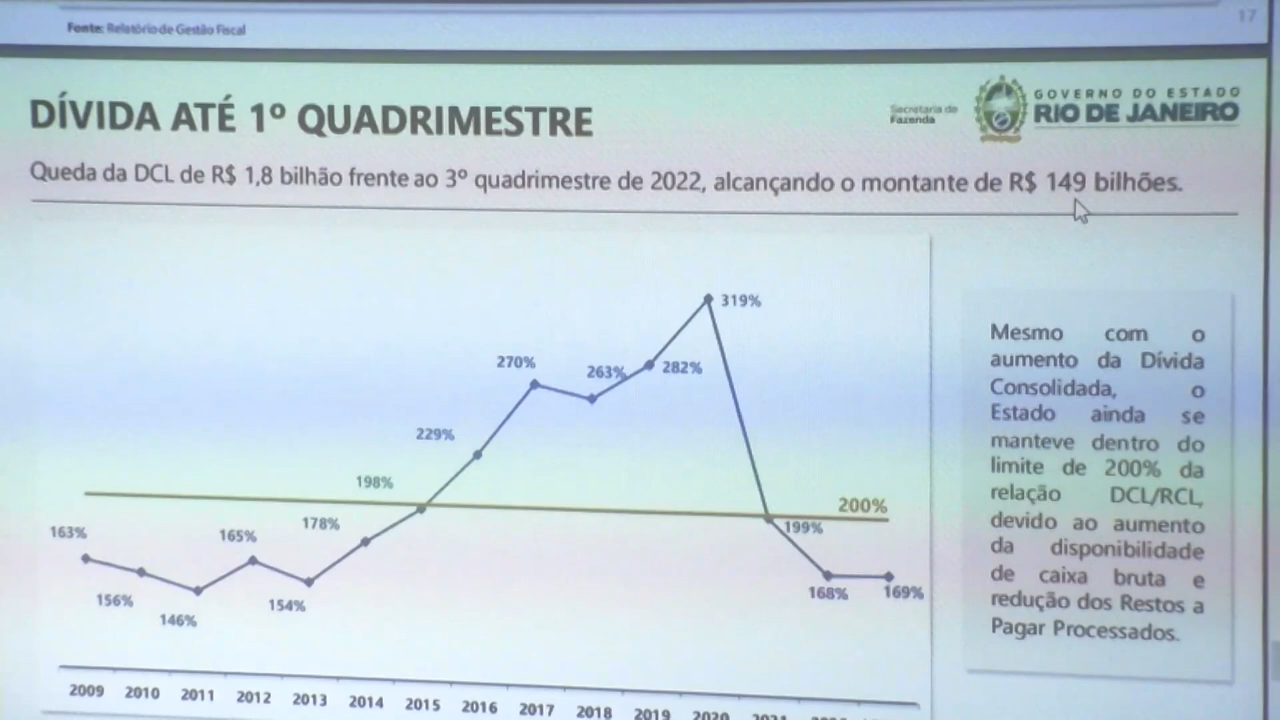 17
Fonte: Relatório de Gestão Fiscal
DÍVIDA ATÉ 1º QUADRIMESTRE
Secretaria de
Fazenda
GOVERNO DO ESTADO
RIO DE JANEIRO
Queda da DCL de R$ 1,8 bilhão frente ao 3º quadrimestre de 2022, alcançando o montante de R$ 149 bilhões.
163%
156%
146%
165%
154%
178%
198%
229%
270%
263%
282%
319%
199%
168%
169%
200%
2009 2010 2011 2012 2013 2014 2015 2016 2017 2018 2019 2020
Mesmo com o
aumento da Dívida
Consolidada, o
Estado ainda se
manteve dentro do
limite de 200% da
relação DCL/RCL,
devido ao aumento
da disponibilidade
de caixa bruta e
redução dos Restos a
Pagar Processados.